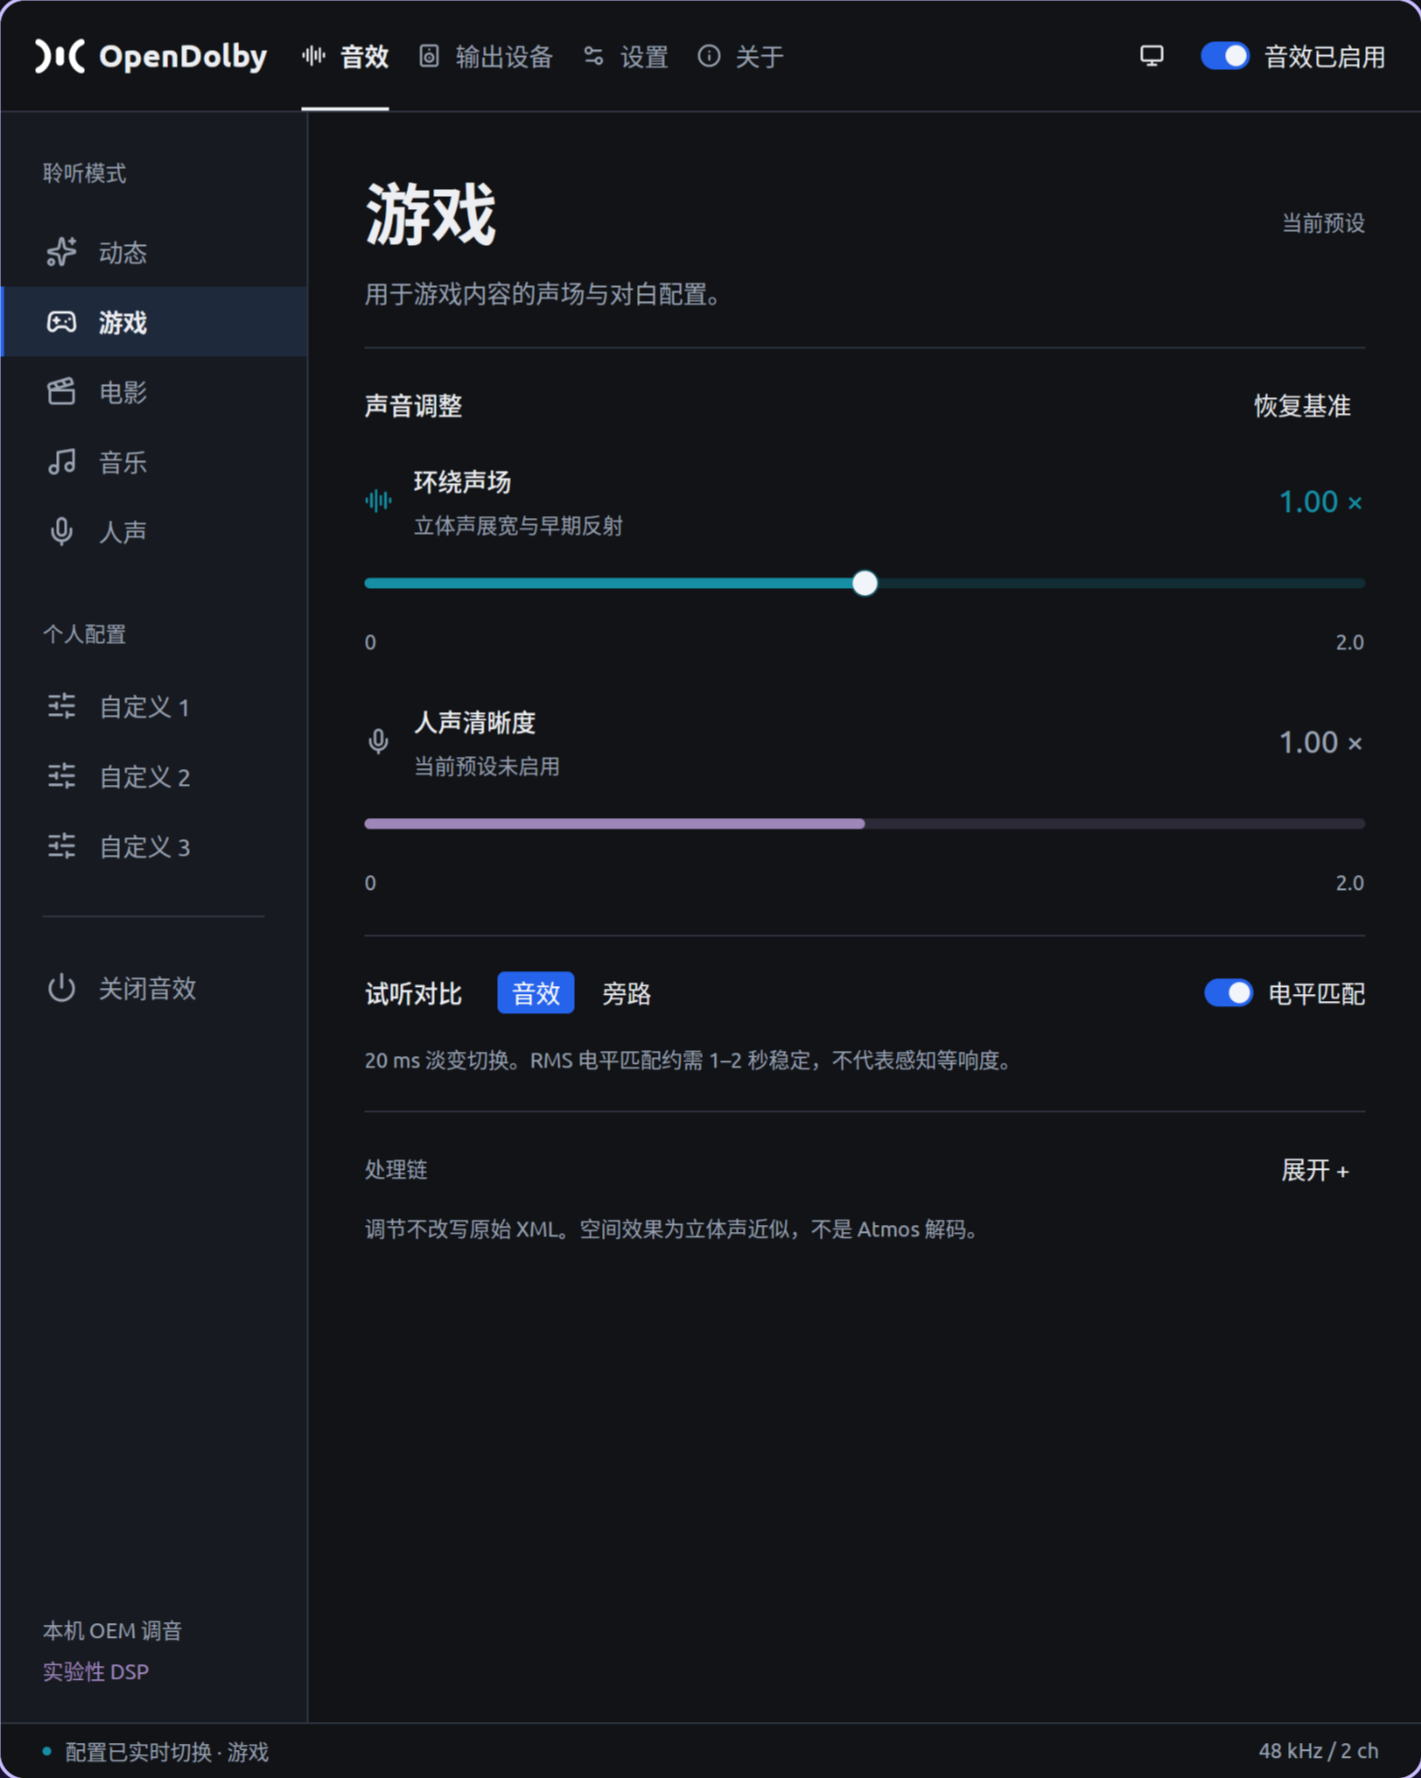 OpenDolby 音效 输出设备 设置 关于 音效已启用
聆听模式
动态
游戏
电影
音乐
人声
个人配置
自定义 1
自定义 2
自定义 3
关闭音效
本机 OEM 调音
实验性 DSP
游戏
当前预设
用于游戏内容的声场与对白配置。
声音调整 恢复基准
环绕声场
立体声展宽与早期反射
1.00 ×
0 2.0
人声清晰度
当前预设未启用
1.00 ×
0 2.0
试听对比 音效 旁路 电平匹配
20 ms 淡变切换。RMS 电平匹配约需 1–2 秒稳定，不代表感知等响度。
处理链 展开 +
调节不改写原始 XML。空间效果为立体声近似，不是 Atmos 解码。
配置已实时切换 · 游戏 48 kHz / 2 ch